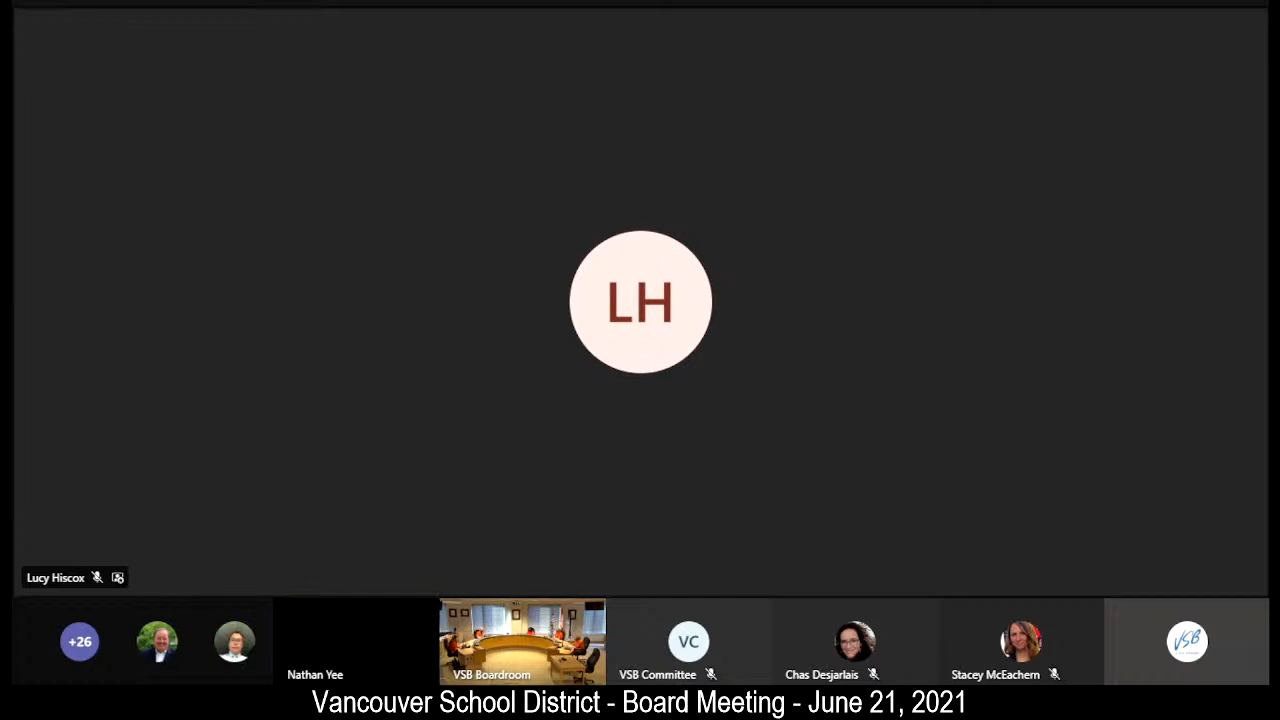 LH
Lucy Hiscox
+26
Nathan Yee
VSB Boardroom
VC
VSB Committee
Chas Desjarlais
Stacey McEachern
VSB
Vancouver School District - Board Meeting - June 21, 2021